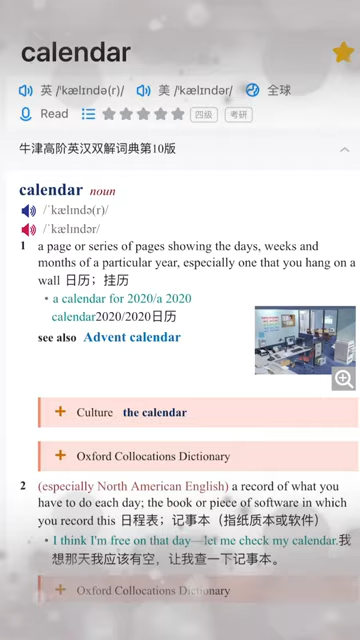 calendar
英 /ˈkælɪndə(r)/ 美 /ˈkælɪndər/ 全球
Read 四级 考研
牛津高阶英汉双解词典第10版
calendar noun
/ˈkælɪndə(r)/
/ˈkælɪndər/
1 a page or series of pages showing the days, weeks and
months of a particular year, especially one that you hang on a
wall 日历；挂历
• a calendar for 2020/a 2020
calendar2020/2020日历
see also Advent calendar
+ Culture the calendar
+ Oxford Collocations Dictionary
2 (especially North American English) a record of what you
have to do each day; the book or piece of software in which
you record this 日程表；记事本（指纸质本或软件）
• I think I'm free on that day—let me check my calendar.我
想那天我应该有空，让我查一下记事本。
+ Oxford Collocations Dictionary